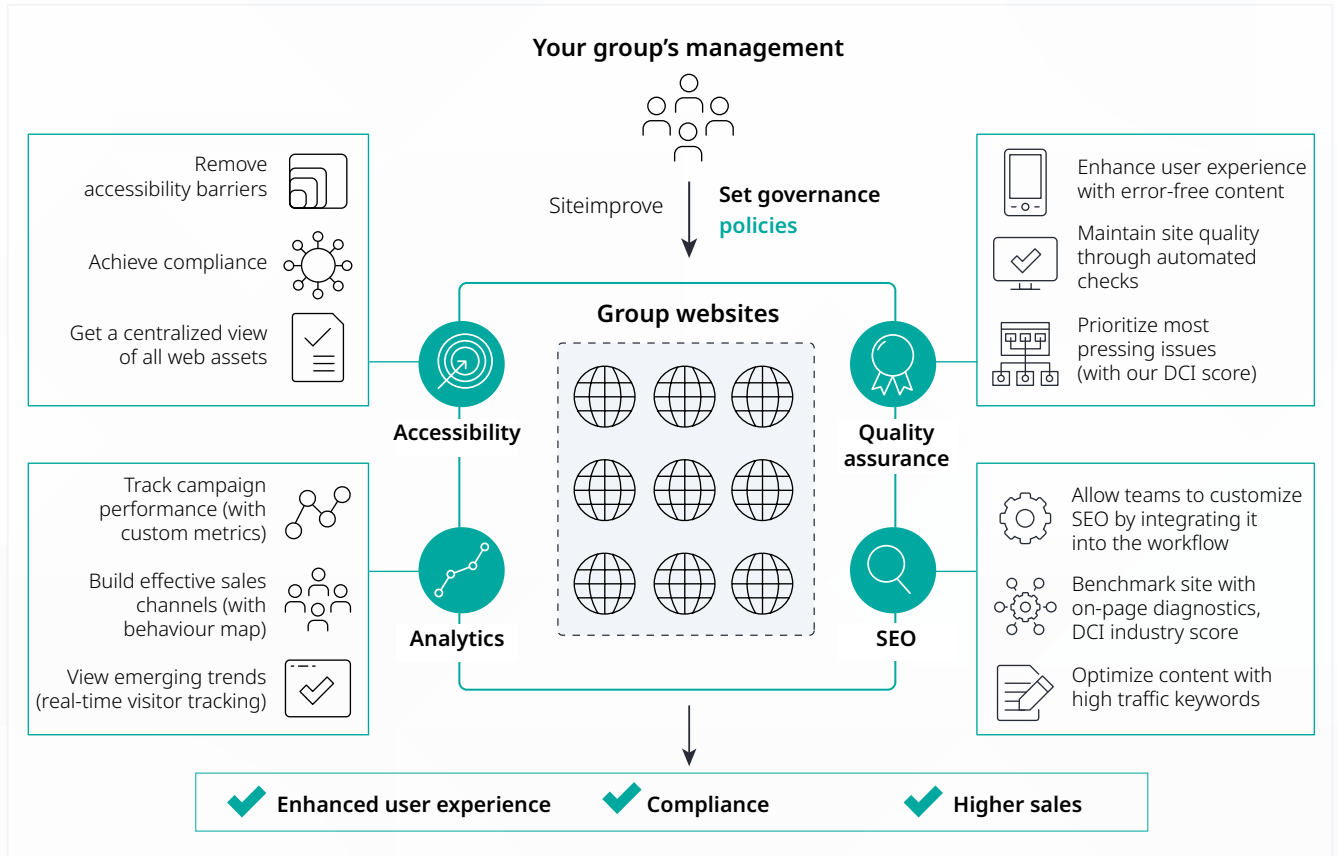 Your group's management
Siteimprove
Set governance
policies
Remove
accessibility barriers
Achieve compliance
Get a centralized view
of all web assets
Accessibility
Track campaign
performance (with
custom metrics)
Build effective sales
channels (with
behaviour map)
View emerging trends
(real-time visitor tracking)
Analytics
Group websites
Enhance user experience
with error-free content
Maintain site quality
through automated
checks
Prioritize most
pressing issues
(with our DCI score)
Quality
assurance
Allow teams to customize
SEO by integrating it
into the workflow
Benchmark site with
on-page diagnostics,
DCI industry score
Optimize content with
high traffic keywords
SEO
Enhanced user experience
Compliance
Higher sales